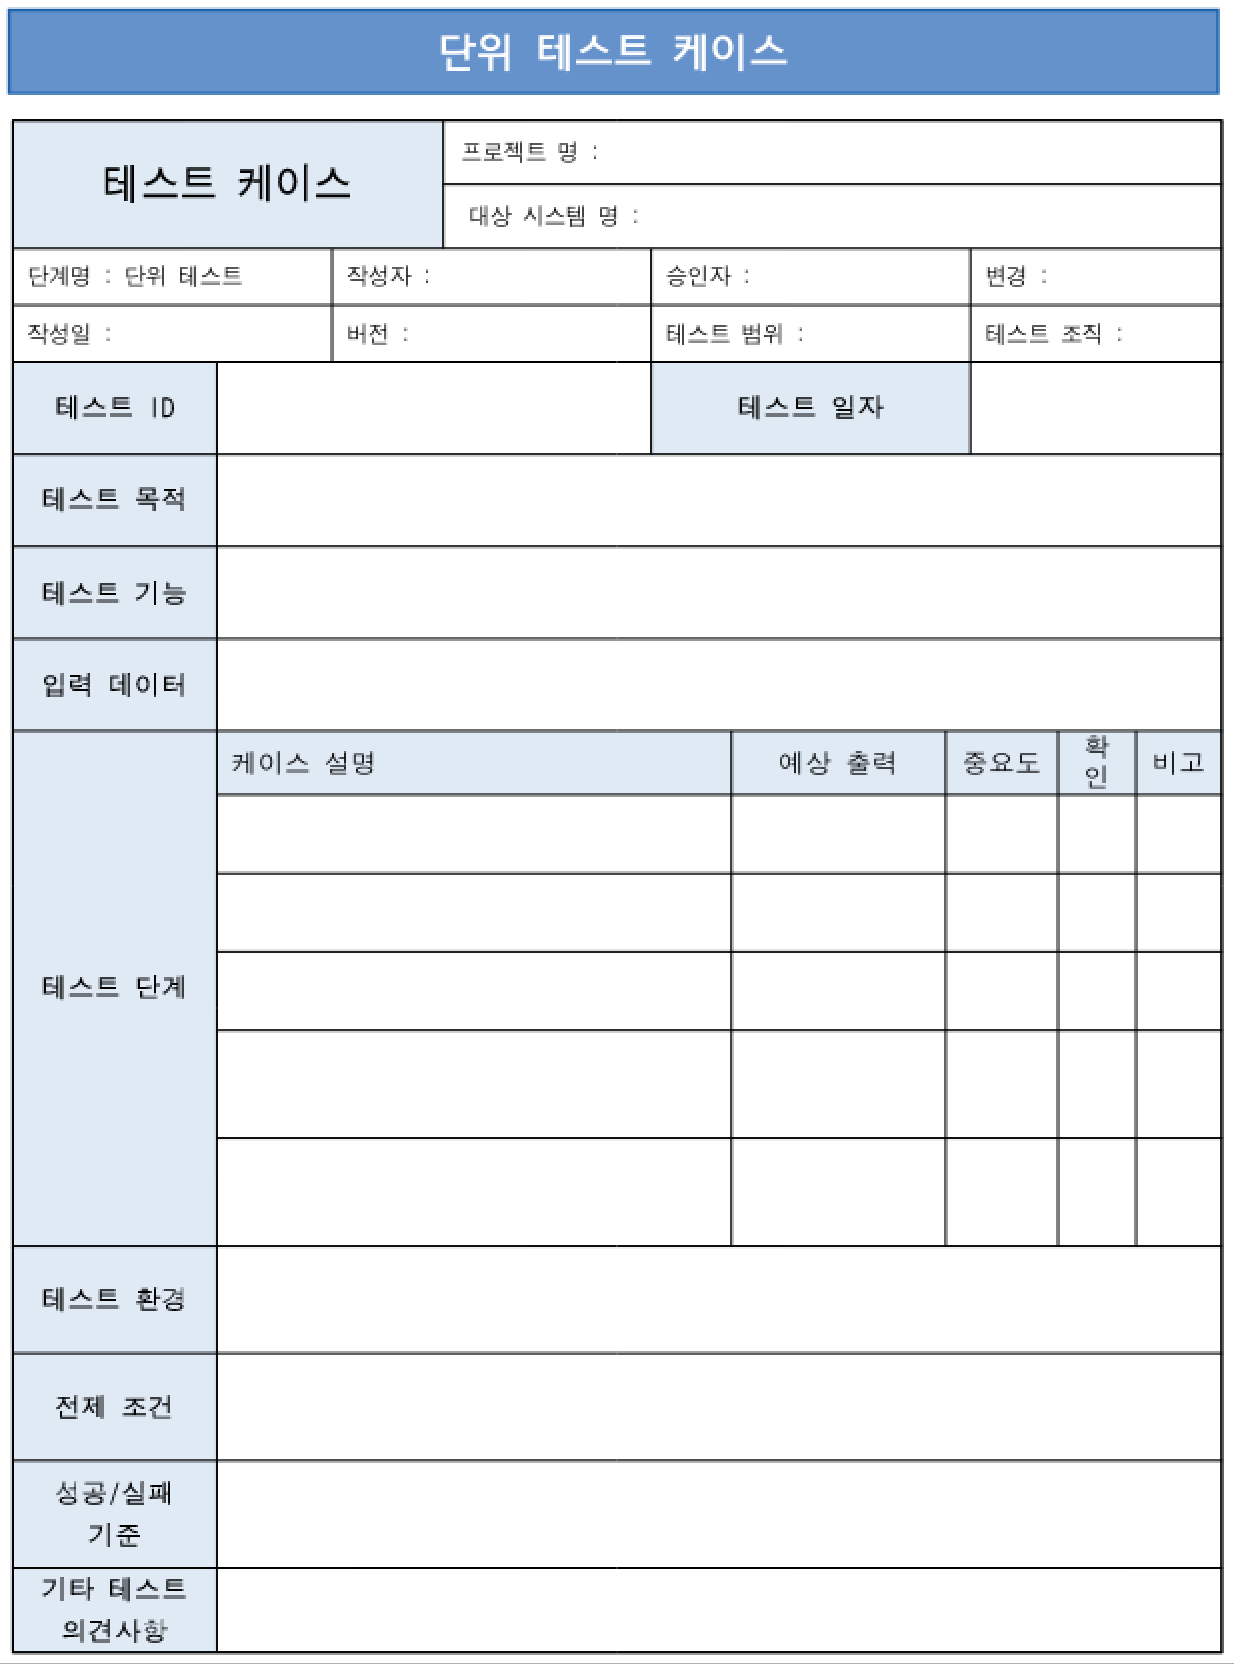 단위 테스트 케이스
테스트 케이스
프로젝트 명 :
대상 시스템 명 :
단계명 : 단위 테스트
작성자 :
승인자 :
변경 :
작성일 :
버전 :
테스트 범위 :
테스트 조직 :
테스트 ID
테스트 일자
테스트 목적
테스트 기능
입력 데이터
테스트 단계
케이스 설명
예상 출력
중요도
확
인
비고
테스트 환경
전제 조건
성공/실패
기준
기타 테스트
의견사항